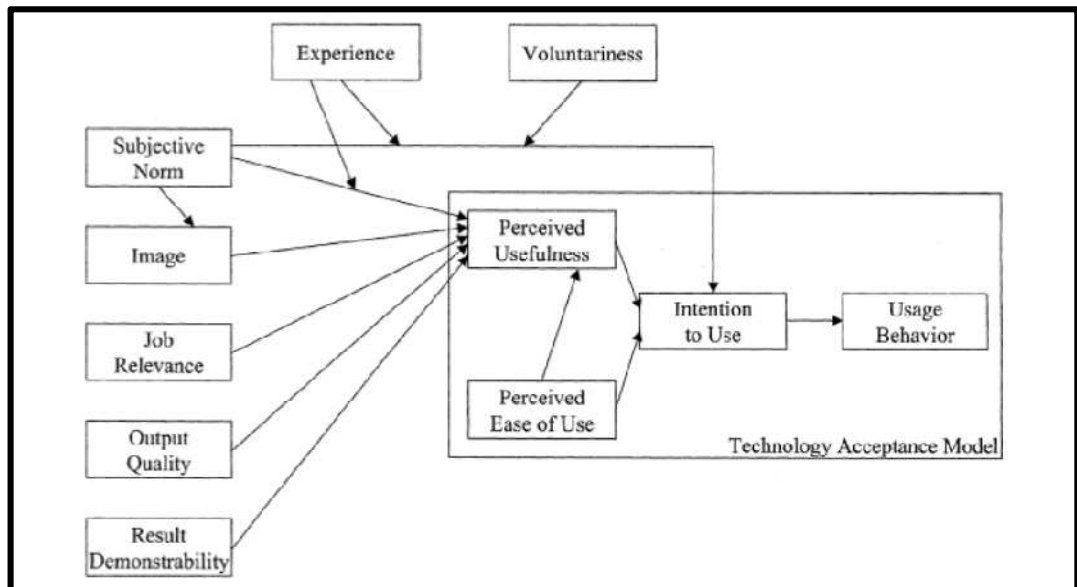 Experience
Voluntariness
Subjective
Norm
Image
Job
Relevance
Output
Quality
Result
Demonstrability
Perceived
Usefulness
Perceived
Ease of Use
Intention
to Use
Usage
Behavior
Technology Acceptance Model